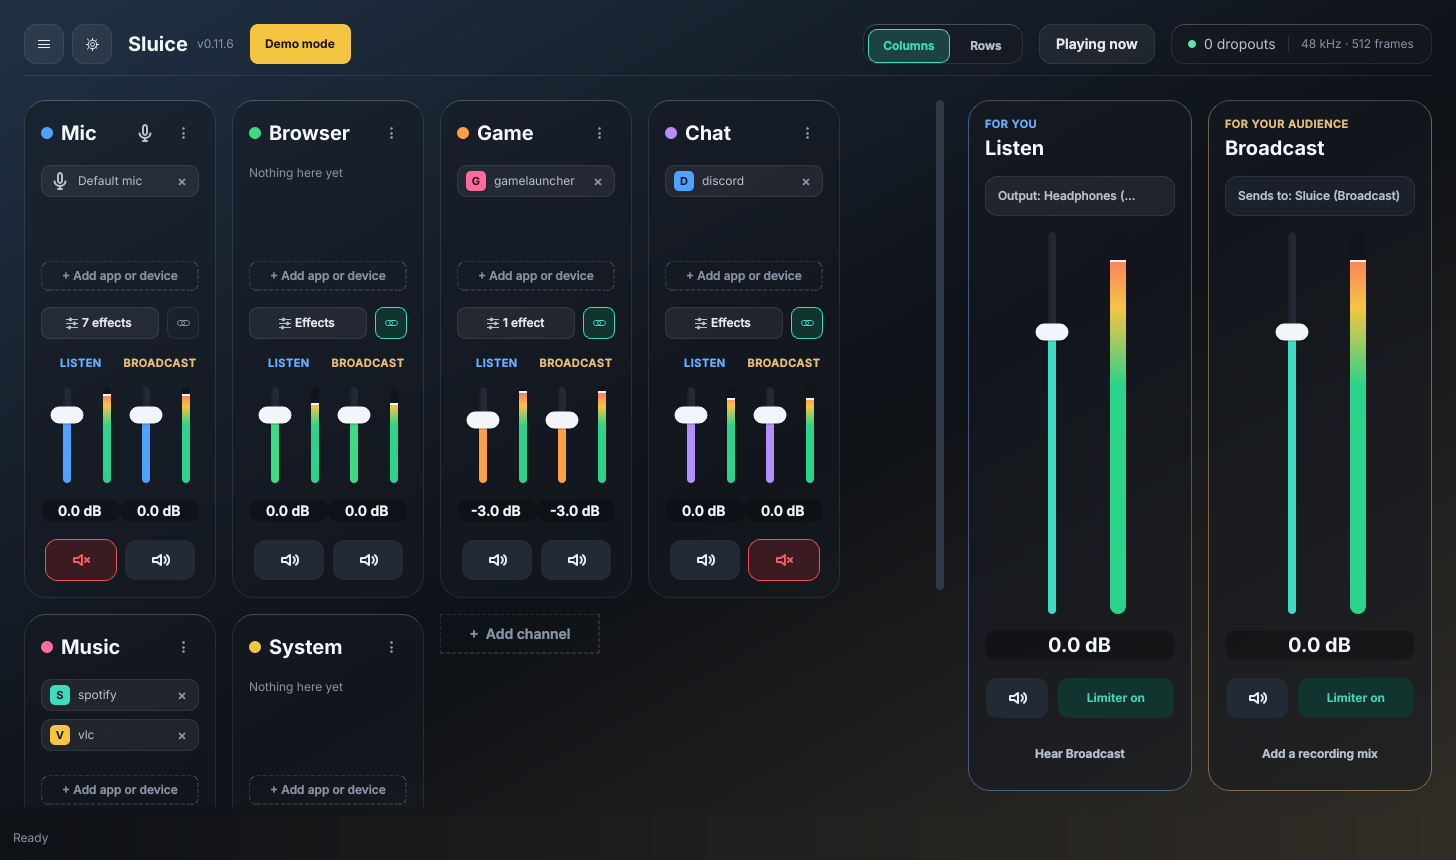 Sluice v0.11.6 Demo mode
Columns Rows Playing now 0 dropouts 48 kHz · 512 frames
Mic
Default mic ×
+ Add app or device
7 effects
LISTEN BROADCAST
0.0 dB 0.0 dB
Browser
Nothing here yet
+ Add app or device
Effects
LISTEN BROADCAST
0.0 dB 0.0 dB
Game
G gamelauncher ×
+ Add app or device
1 effect
LISTEN BROADCAST
-3.0 dB -3.0 dB
Chat
D discord ×
+ Add app or device
Effects
LISTEN BROADCAST
0.0 dB 0.0 dB
Music
S spotify ×
V vlc ×
+ Add app or device
System
Nothing here yet
+ Add app or device
+ Add channel
FOR YOU
Listen
Output: Headphones (...
0.0 dB
Limiter on
Hear Broadcast
FOR YOUR AUDIENCE
Broadcast
Sends to: Sluice (Broadcast)
0.0 dB
Limiter on
Add a recording mix
Ready